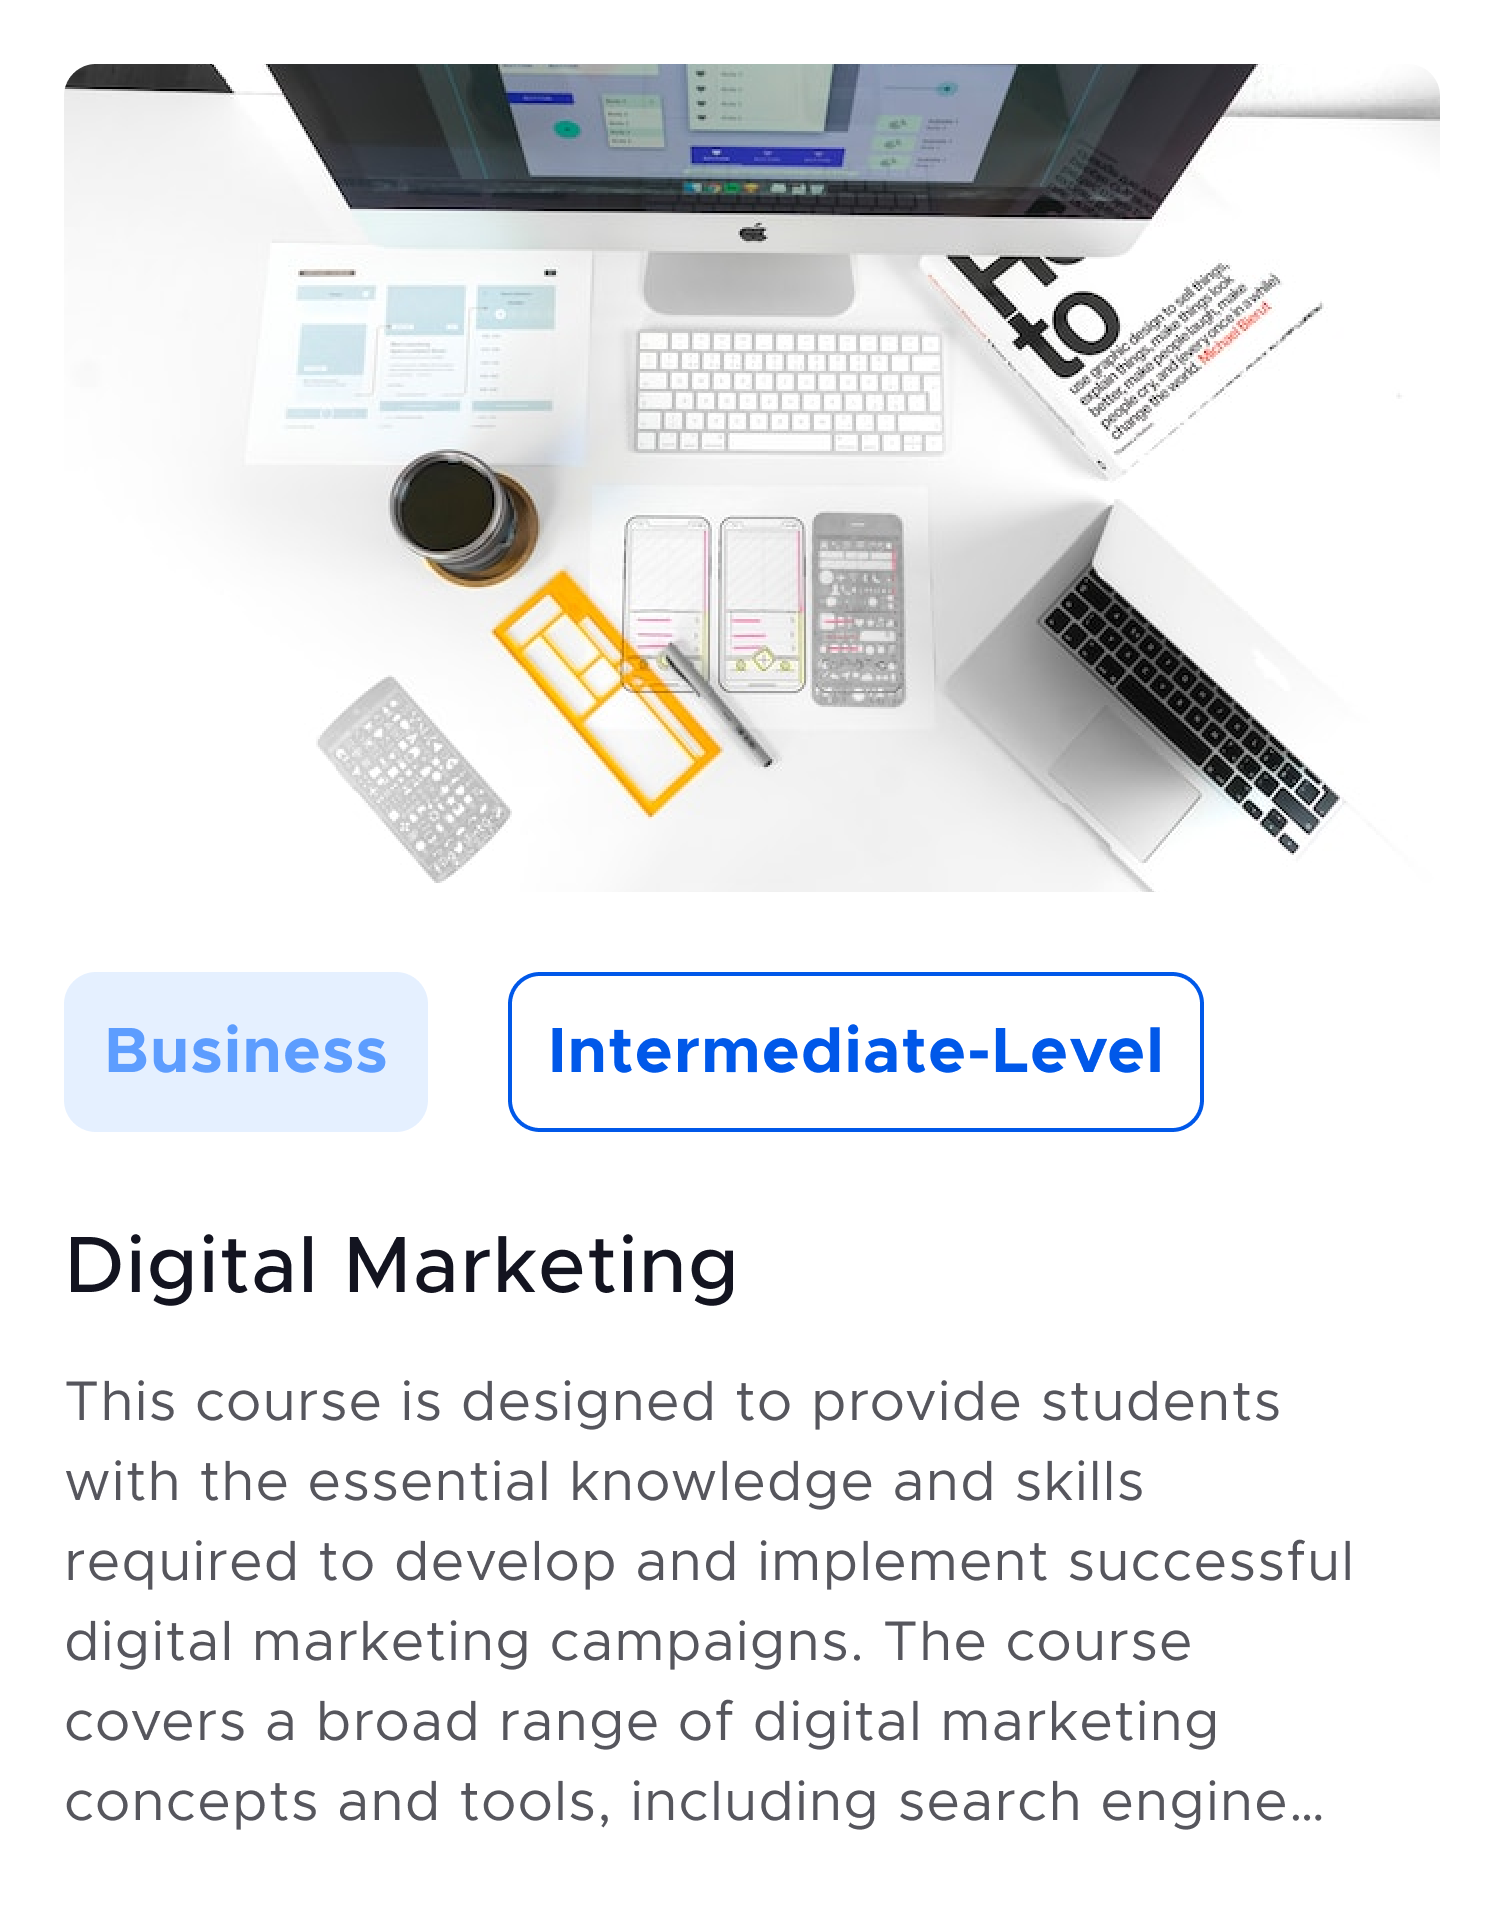 Ho
to
use graphic design to sell things,
explain things, make things look
better, make people laugh, make
people cry, and (every once in a while)
change the world. Michael Bierut
Business
Intermediate-Level
Digital Marketing
This course is designed to provide students
with the essential knowledge and skills
required to develop and implement successful
digital marketing campaigns. The course
covers a broad range of digital marketing
concepts and tools, including search engine…